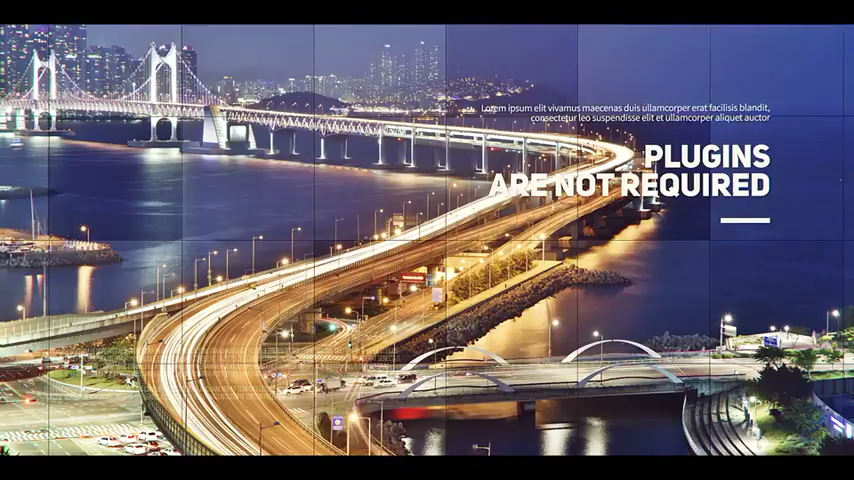 Lorem ipsum elit vivamus maecenas duis ullamcorper erat facilisis blandit,
consectetur leo suspendisse elit et ullamcorper aliquet auctor
PLUGINS
ARE NOT REQUIRED